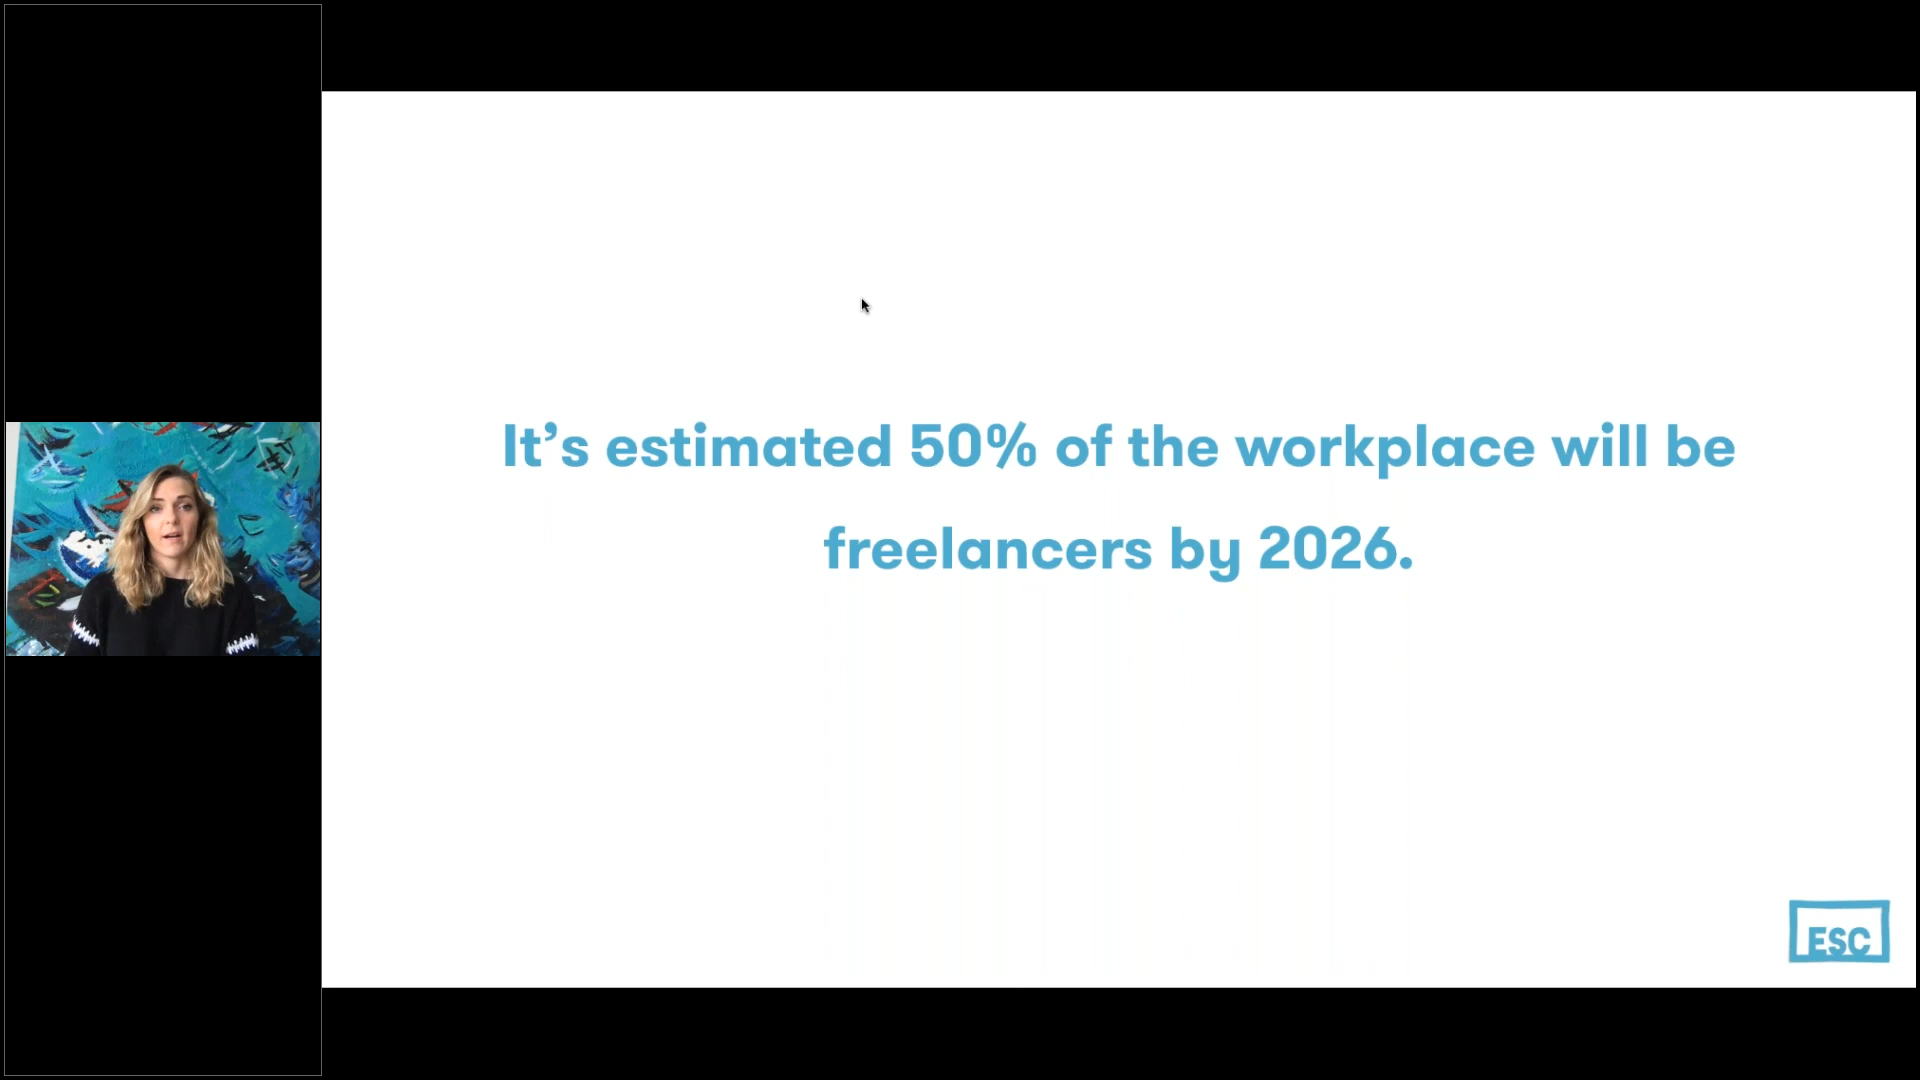 It’s estimated 50% of the workplace will be
freelancers by 2026.
ESC